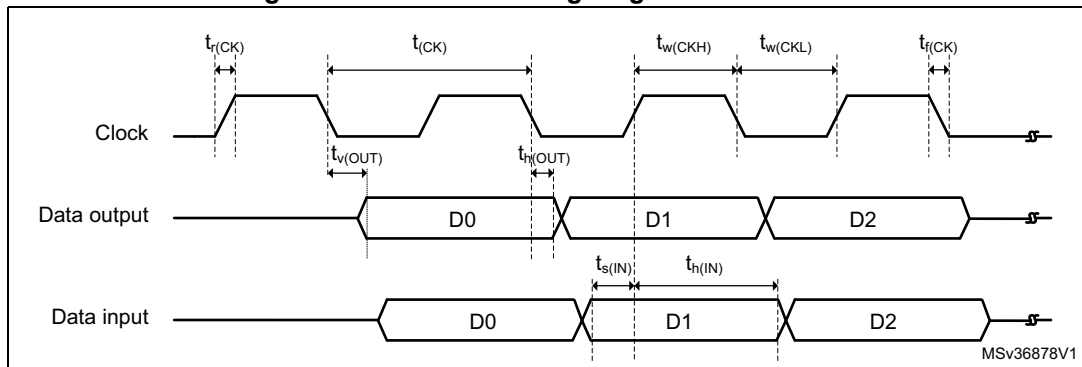 t_r(CK) t_(CK) t_w(CKH) t_w(CKL) t_f(CK)
Clock
t_v(OUT) t_h(OUT)
Data output D0 D1 D2
t_s(IN) t_h(IN)
Data input D0 D1 D2
MSv36878V1